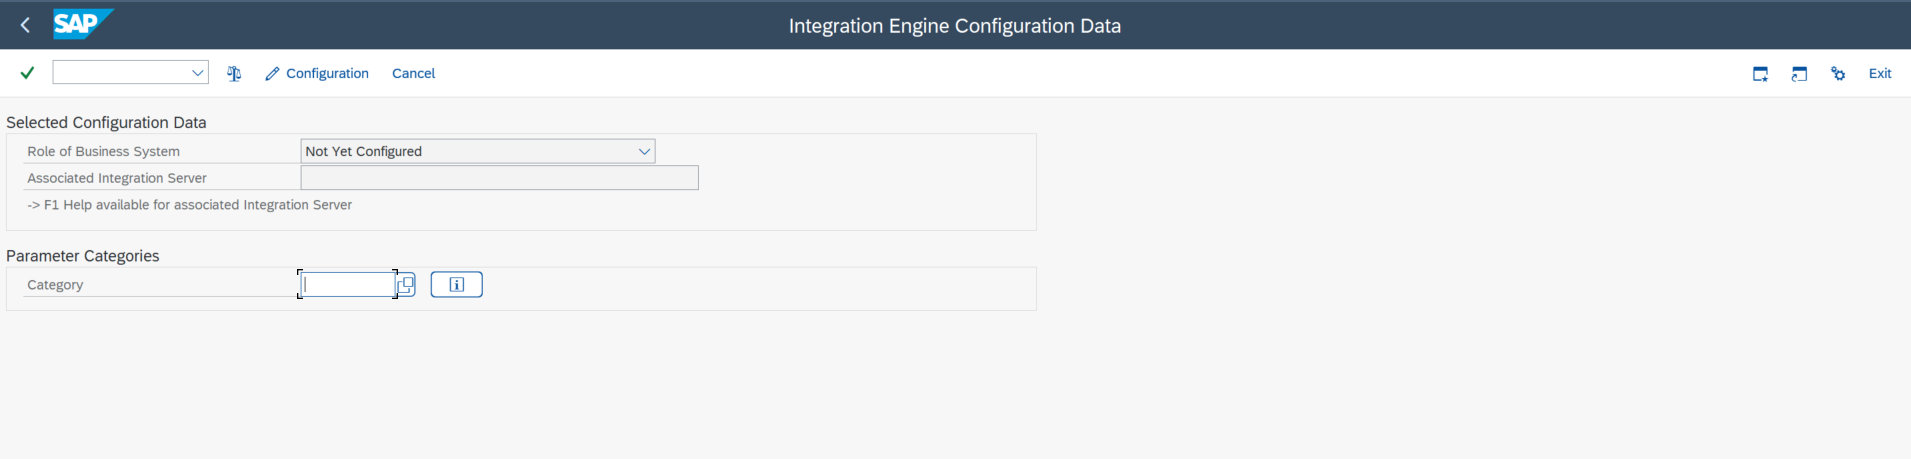 SAP Integration Engine Configuration Data
Configuration Cancel Exit
Selected Configuration Data
Role of Business System Not Yet Configured
Associated Integration Server
-> F1 Help available for associated Integration Server
Parameter Categories
Category